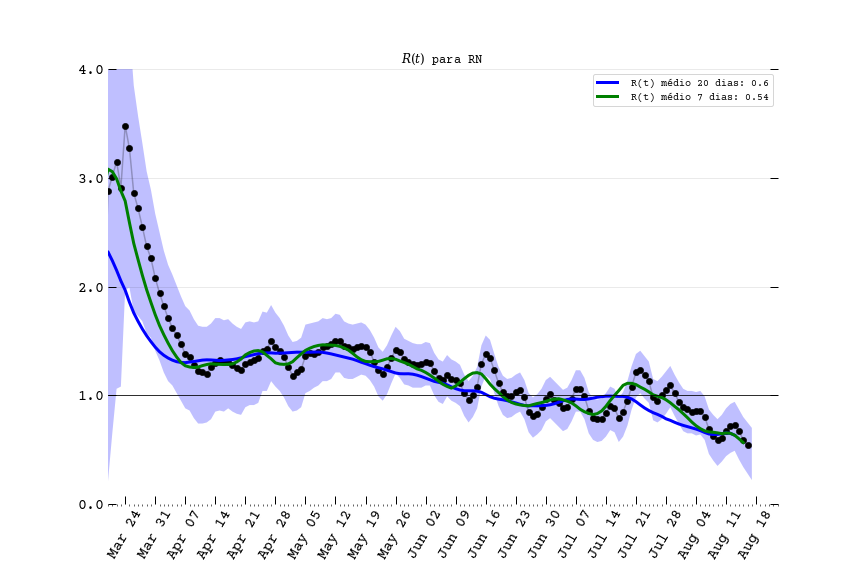 R(t) para RN
R(t) médio 20 dias: 0.6
R(t) médio 7 dias: 0.54
4.0
3.0
2.0
1.0
0.0
Mar 24
Mar 31
Apr 07
Apr 14
Apr 21
Apr 28
May 05
May 12
May 19
May 26
Jun 02
Jun 09
Jun 16
Jun 23
Jun 30
Jul 07
Jul 14
Jul 21
Jul 28
Aug 04
Aug 11
Aug 18